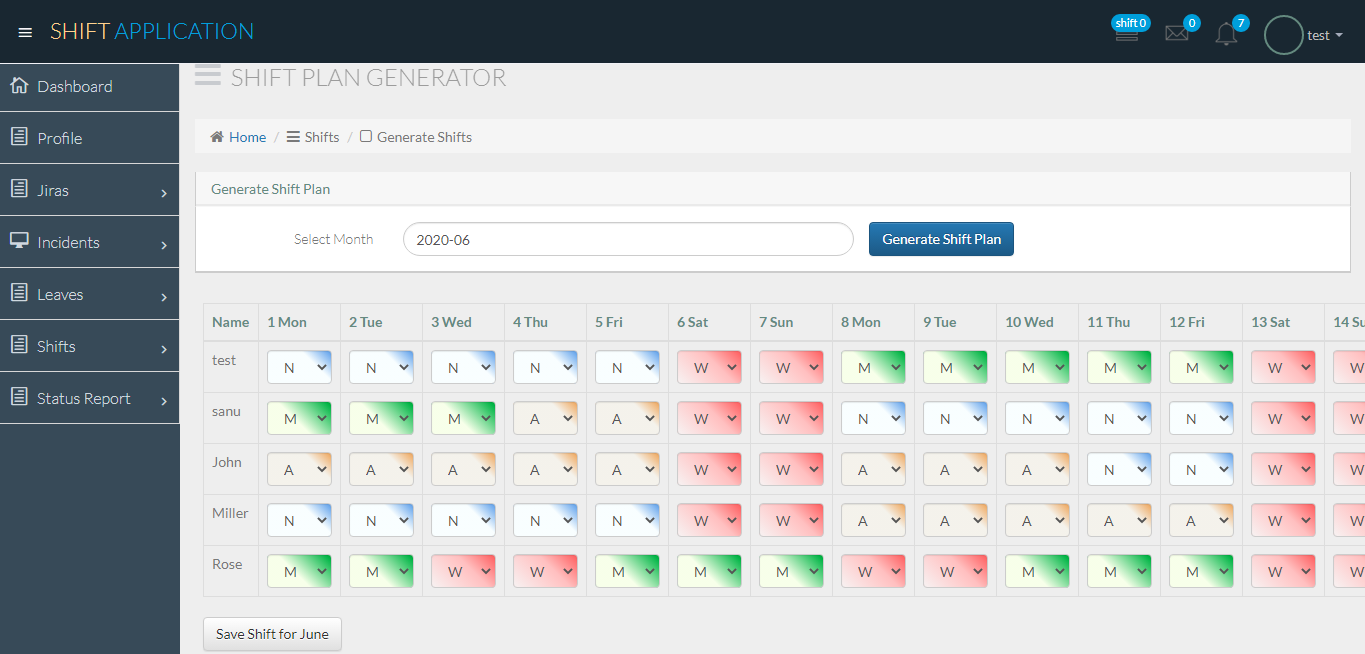 SHIFT APPLICATION
shift 0
0
7
test
Dashboard
Profile
Jiras
Incidents
Leaves
Shifts
Status Report
SHIFT PLAN GENERATOR
Home / Shifts / Generate Shifts
Generate Shift Plan
Select Month 2020-06 Generate Shift Plan
Name 1 Mon 2 Tue 3 Wed 4 Thu 5 Fri 6 Sat 7 Sun 8 Mon 9 Tue 10 Wed 11 Thu 12 Fri 13 Sat 14 Su
test N N N N N W W M M M M M W W
sanu M M M A A W W N N N N N W W
John A A A A A W W A A A N N W W
Miller N N N N N W W A A A A A W W
Rose M M W W M M M W W M M M W W
Save Shift for June